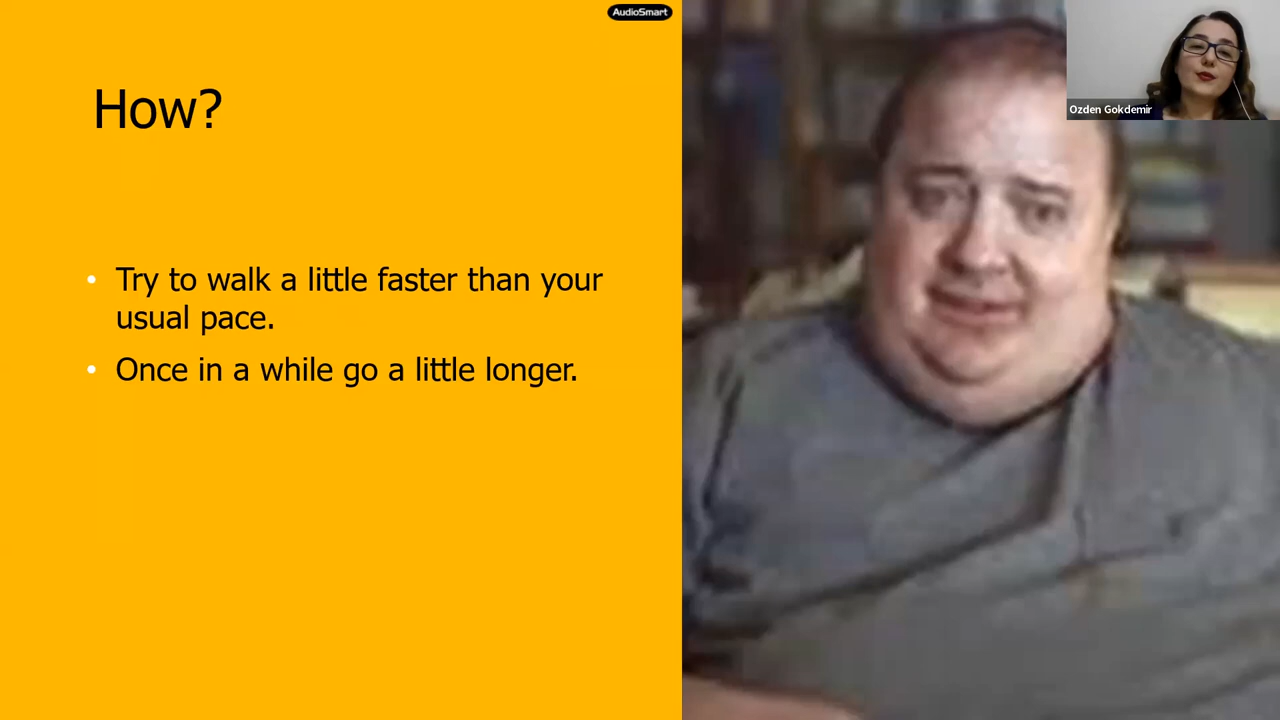 AudioSmart
How?
Ozden Gokdemir
• Try to walk a little faster than your
usual pace.
• Once in a while go a little longer.